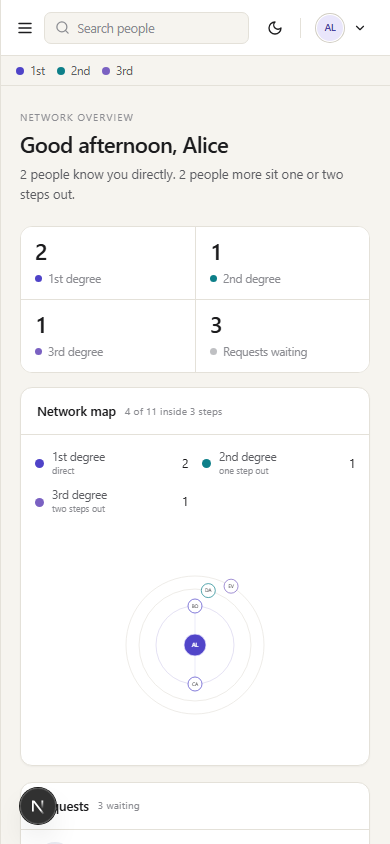 Search people
AL
1st
2nd
3rd
NETWORK OVERVIEW
Good afternoon, Alice
2 people know you directly. 2 people more sit one or two
steps out.
2
1st degree
1
2nd degree
1
3rd degree
3
Requests waiting
Network map
4 of 11 inside 3 steps
1st degree
direct
2
2nd degree
one step out
1
3rd degree
two steps out
1
EV
DA
BO
AL
CA
N
quests
3 waiting